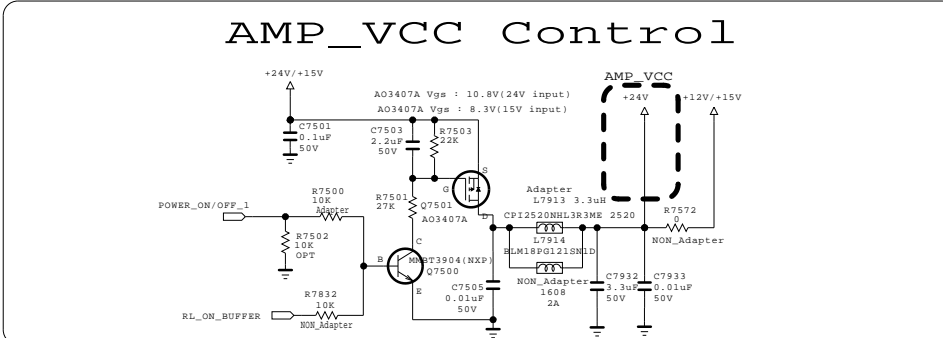 AMP_VCC Control
+24V/+15V
AMP_VCC
AO3407A Vgs : 10.8V(24V input)
+24V
+12V/+15V
AO3407A Vgs : 8.3V(15V input)
C7501
0.1uF
50V
C7503
2.2uF
50V
R7503
22K
S
G
D
R7501
27K
Q7501
AO3407A
Adapter
L7913 3.3uH
CPI2520NHL3R3ME 2520
R7500
10K
Adapter
POWER_ON/OFF_1
R7502
10K
OPT
R7572
0
NON_Adapter
L7914
BLM18PG121SN1D
NON_Adapter
1608
2A
C
B
E
MMBT3904(NXP)
Q7500
C7505
0.01uF
50V
C7932
3.3uF
50V
C7933
0.01uF
50V
R7832
10K
NON_Adapter
RL_ON_BUFFER